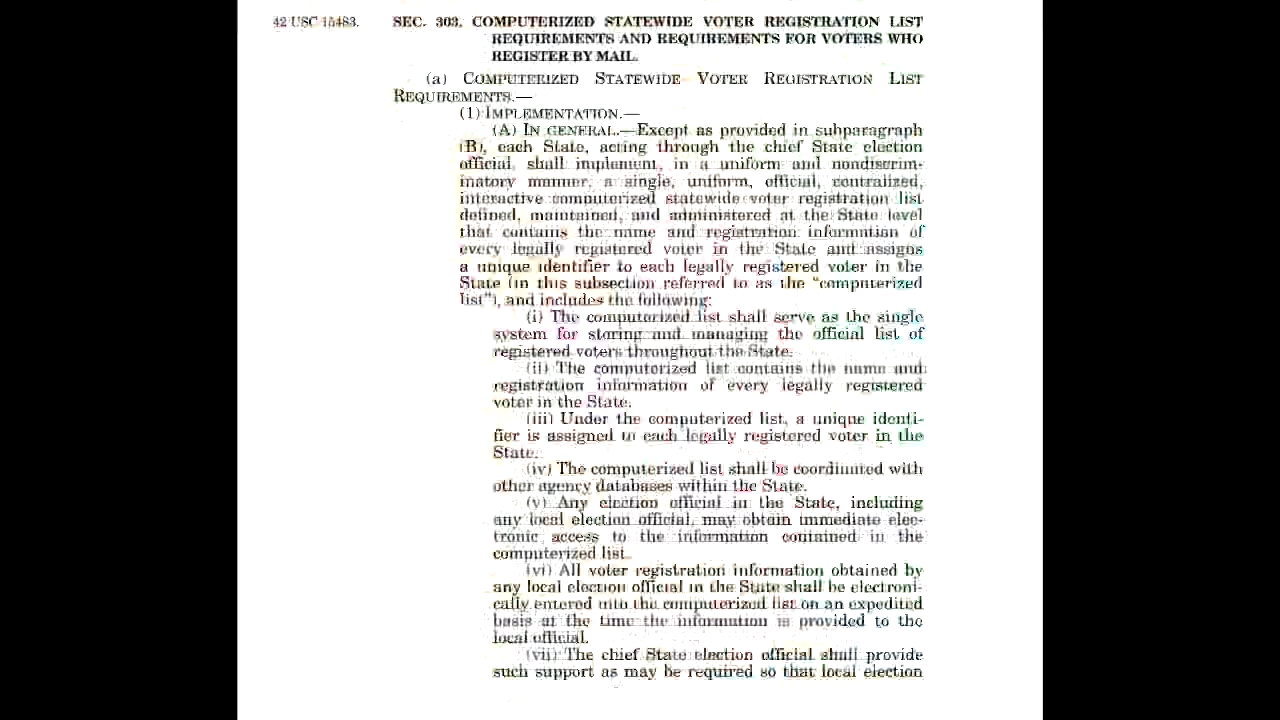 42 USC 15483.
SEC. 303. COMPUTERIZED STATEWIDE VOTER REGISTRATION LIST
REQUIREMENTS AND REQUIREMENTS FOR VOTERS WHO
REGISTER BY MAIL.
(a) COMPUTERIZED STATEWIDE VOTER REGISTRATION LIST
REQUIREMENTS.—
(1) IMPLEMENTATION.—
(A) IN GENERAL.—Except as provided in subparagraph
(B), each State, acting through the chief State election
official, shall implement, in a uniform and nondiscrim-
inatory manner, a single, uniform, official, centralized,
interactive computerized statewide voter registration list
defined, maintained, and administered at the State level
that contains the name and registration information of
every legally registered voter in the State and assigns
a unique identifier to each legally registered voter in the
State (in this subsection referred to as the “computerized
list”), and includes the following:
(i) The computerized list shall serve as the single
system for storing and managing the official list of
registered voters throughout the State.
(ii) The computerized list contains the name and
registration information of every legally registered
voter in the State.
(iii) Under the computerized list, a unique identi-
fier is assigned to each legally registered voter in the
State.
(iv) The computerized list shall be coordinated with
other agency databases within the State.
(v) Any election official in the State, including
any local election official, may obtain immediate elec-
tronic access to the information contained in the
computerized list.
(vi) All voter registration information obtained by
any local election official in the State shall be electroni-
cally entered into the computerized list on an expedited
basis at the time the information is provided to the
local official.
(vii) The chief State election official shall provide
such support as may be required so that local election